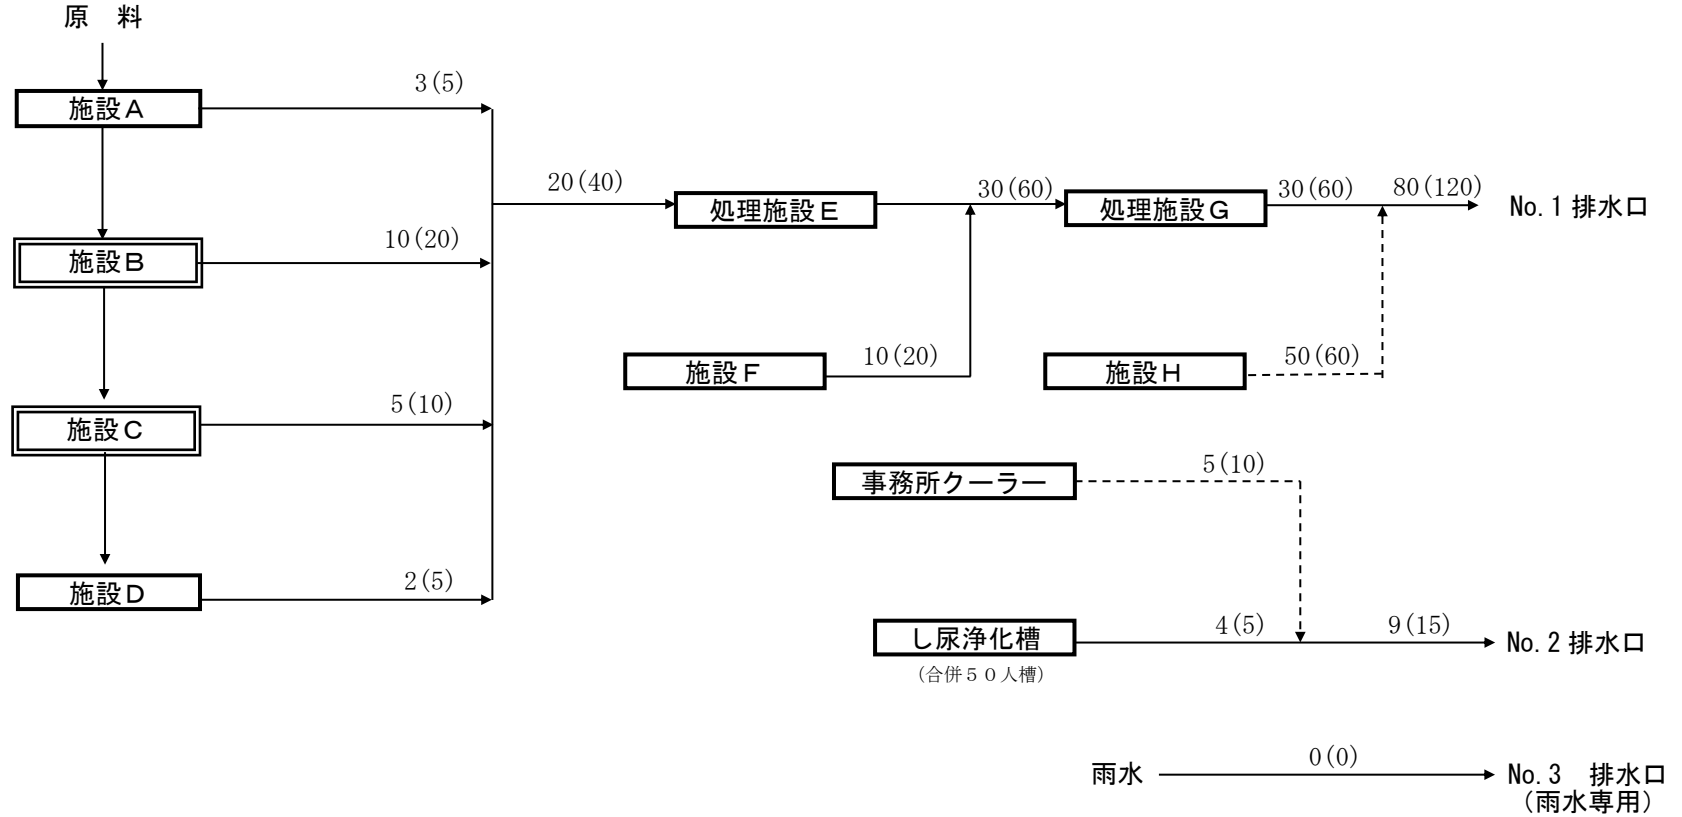 原　料
3(5)
施設A
20(40)
処理施設E
30(60)
処理施設G
30(60)
80(120)
No.1排水口
10(20)
施設B
施設F
10(20)
施設H
50(60)
5(10)
施設C
事務所クーラー
5(10)
2(5)
施設D
し尿浄化槽
(合併５０人槽)
4(5)
9(15)
No.2排水口
雨水
0(0)
No.3　排水口
(雨水専用)